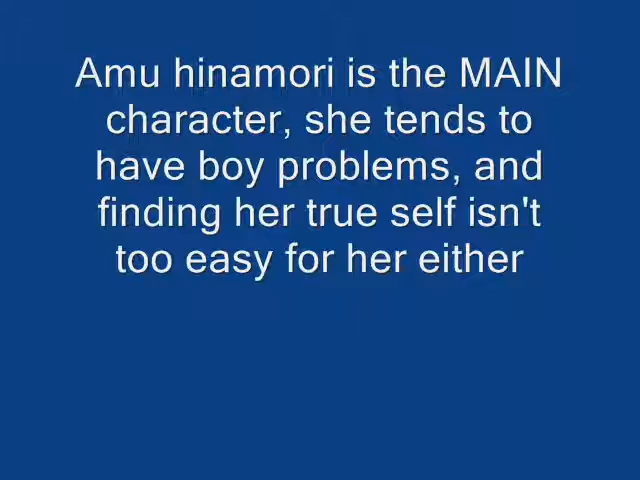 Amu hinamori is the MAIN
character, she tends to
have boy problems, and
finding her true self isn't
too easy for her either